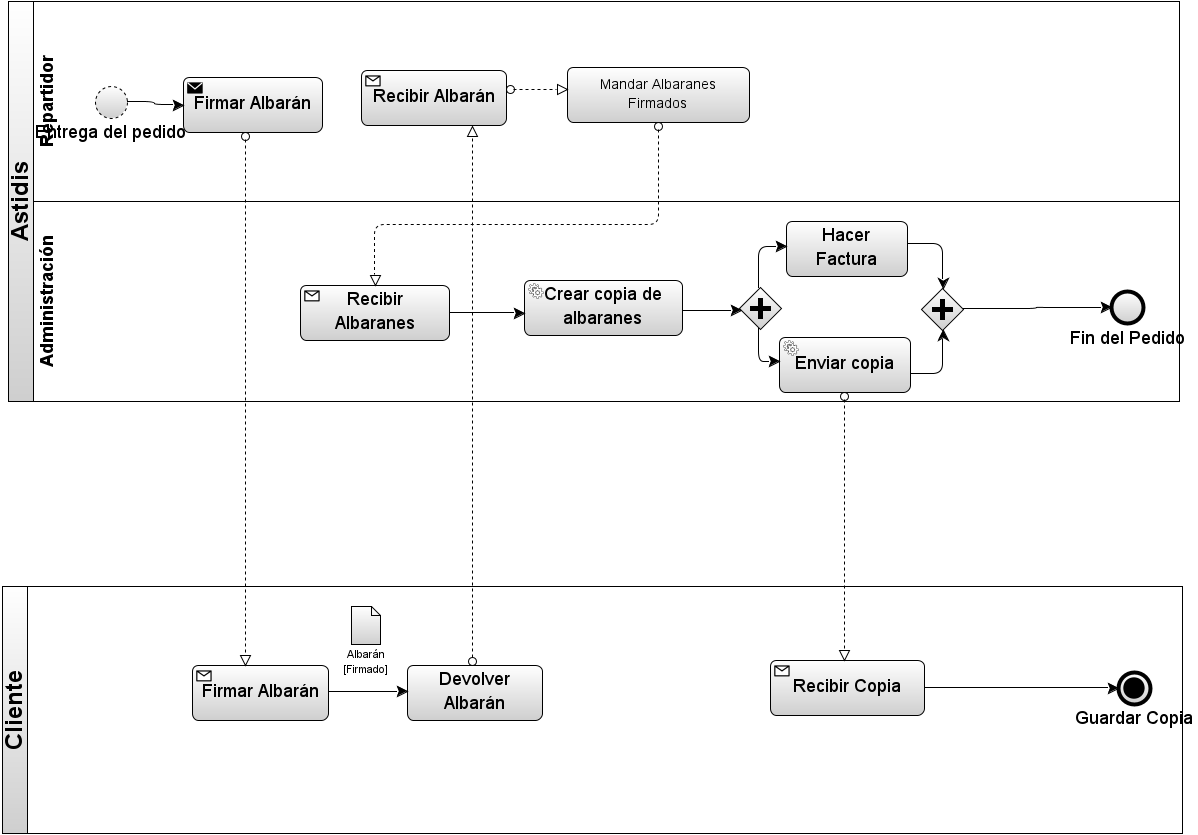 Astidis
Repartidor
Entrega del pedido
Firmar Albarán
Recibir Albarán
Mandar Albaranes
Firmados
Administración
Recibir
Albaranes
Crear copia de
albaranes
Hacer
Factura
Enviar copia
Fin del Pedido
Cliente
Firmar Albarán
Albarán
[Firmado]
Devolver
Albarán
Recibir Copia
Guardar Copia